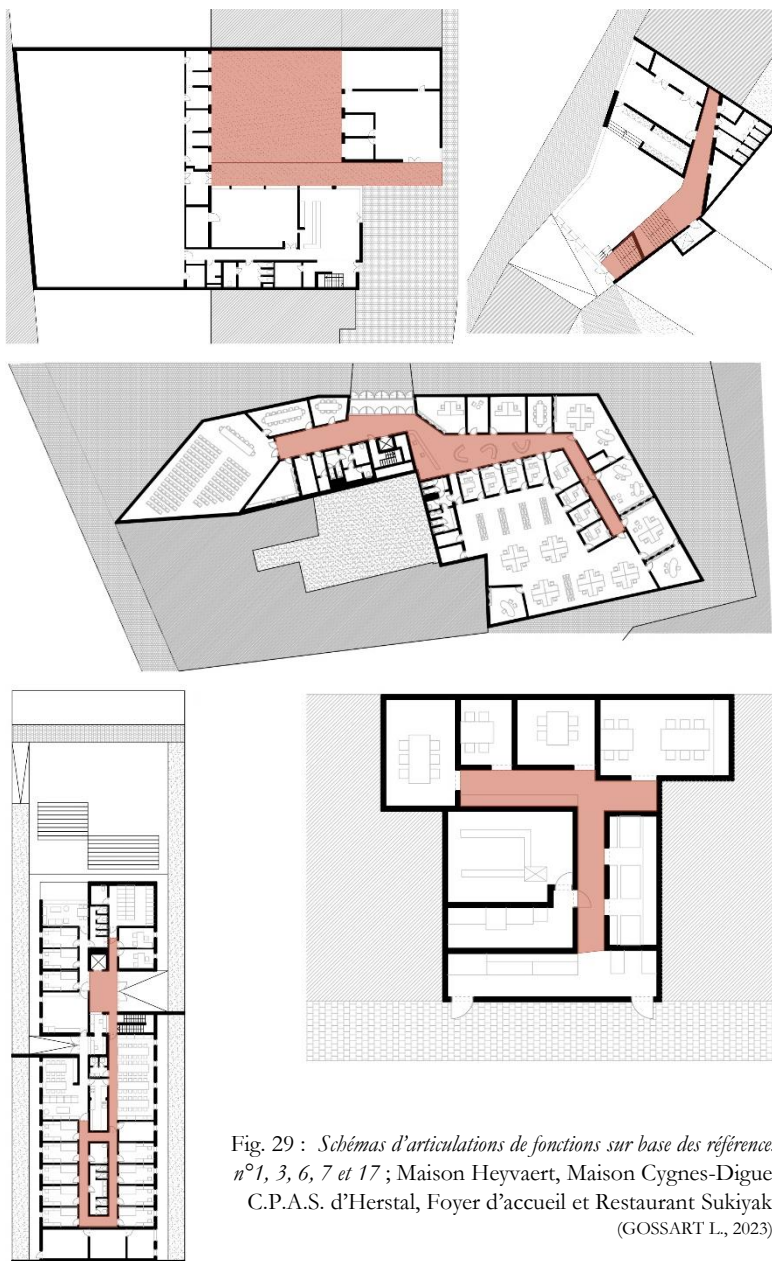 Fig. 29 : Schémas d’articulations de fonctions sur base des référence
n°1, 3, 6, 7 et 17 ; Maison Heyvaert, Maison Cygnes-Digue
C.P.A.S. d’Herstal, Foyer d’accueil et Restaurant Sukiyak
(GOSSART L., 2023)